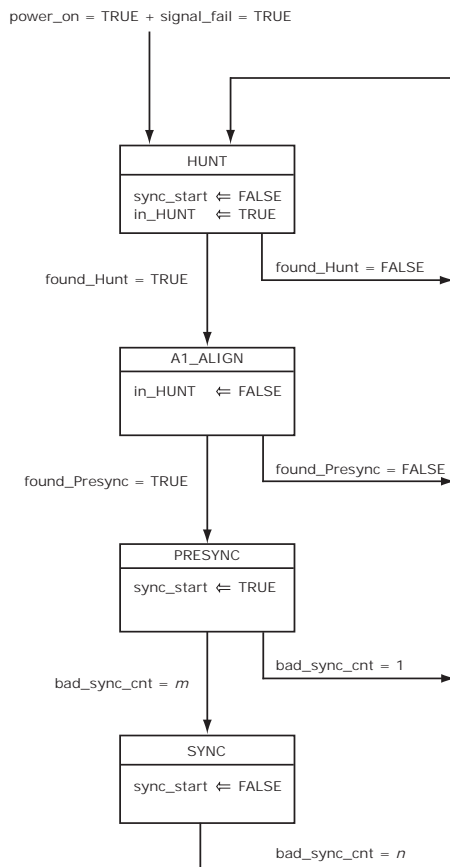 power_on = TRUE + signal_fail = TRUE
HUNT
sync_start ⇐ FALSE
in_HUNT ⇐ TRUE
found_Hunt = TRUE
found_Hunt = FALSE
A1_ALIGN
in_HUNT ⇐ FALSE
found_Presync = TRUE
found_Presync = FALSE
PRESYNC
sync_start ⇐ TRUE
bad_sync_cnt = m
bad_sync_cnt = 1
SYNC
sync_start ⇐ FALSE
bad_sync_cnt = n